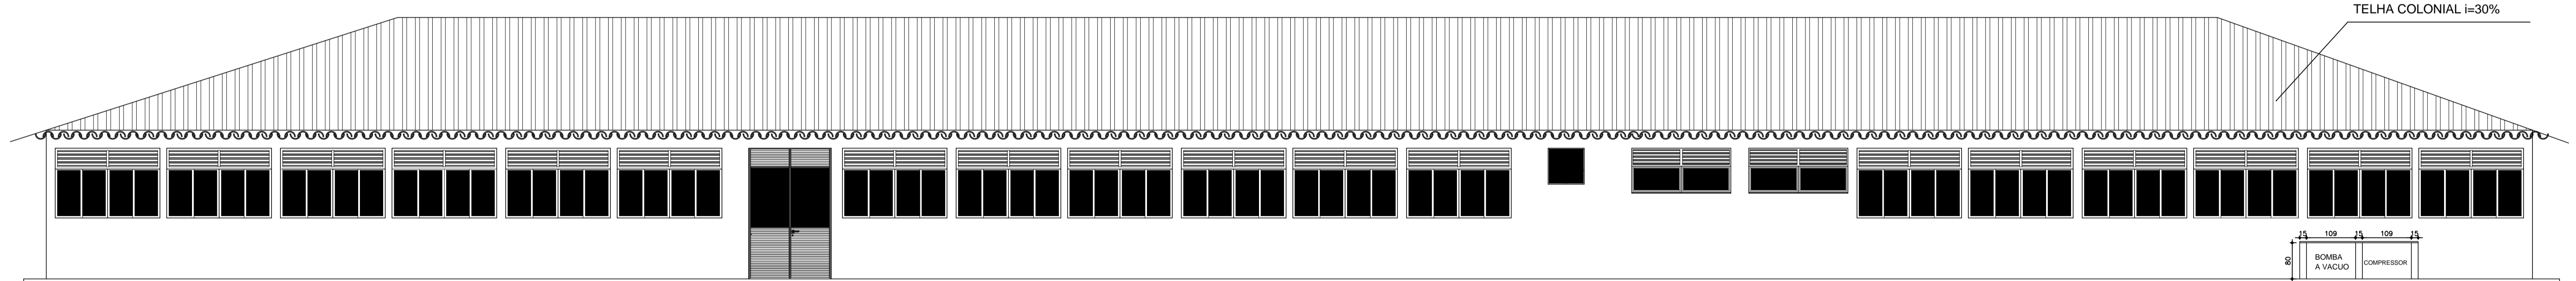 TELHA COLONIAL i=30%
15 109 15 109 15
80
BOMBA
A VACUO
COMPRESSOR